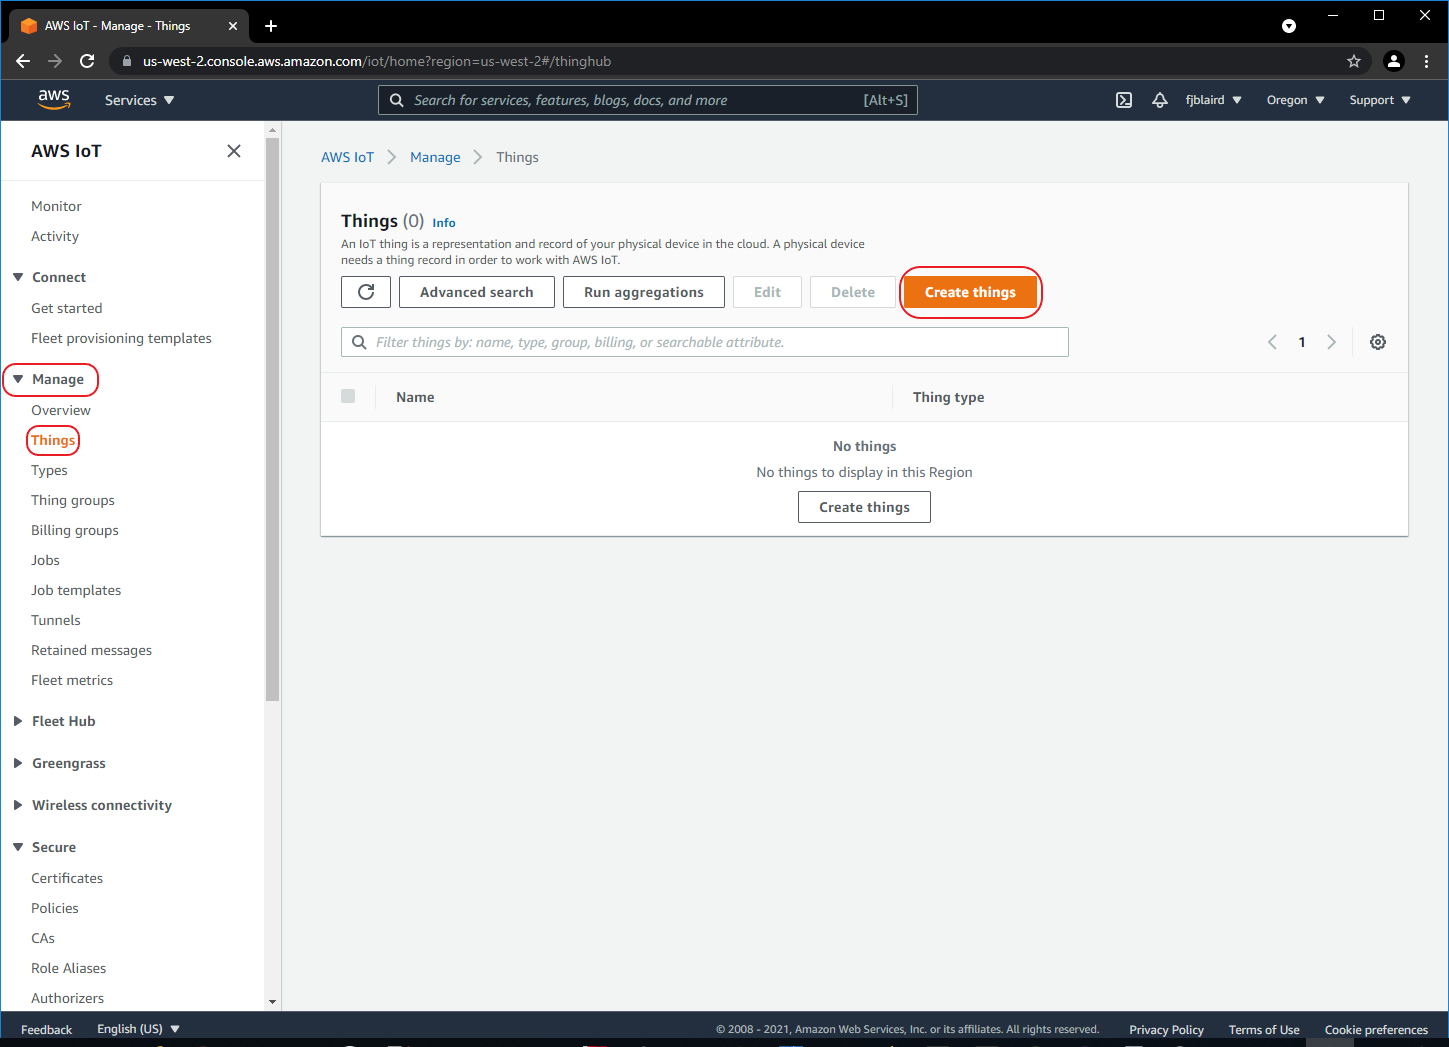 AWS IoT - Manage - Things
us-west-2.console.aws.amazon.com/iot/home?region=us-west-2#/thinghub
aws
Services
Search for services, features, blogs, docs, and more [Alt+S]
fjblaird
Oregon
Support
AWS IoT
Monitor
Activity
Connect
Get started
Fleet provisioning templates
Manage
Overview
Things
Types
Thing groups
Billing groups
Jobs
Job templates
Tunnels
Retained messages
Fleet metrics
Fleet Hub
Greengrass
Wireless connectivity
Secure
Certificates
Policies
CAs
Role Aliases
Authorizers
AWS IoT Manage Things
Things (0) Info
An IoT thing is a representation and record of your physical device in the cloud. A physical device
needs a thing record in order to work with AWS IoT.
Advanced search Run aggregations Edit Delete Create things
Filter things by: name, type, group, billing, or searchable attribute.
1
Name Thing type
No things
No things to display in this Region
Create things
Feedback English (US) © 2008 - 2021, Amazon Web Services, Inc. or its affiliates. All rights reserved. Privacy Policy Terms of Use Cookie preferences